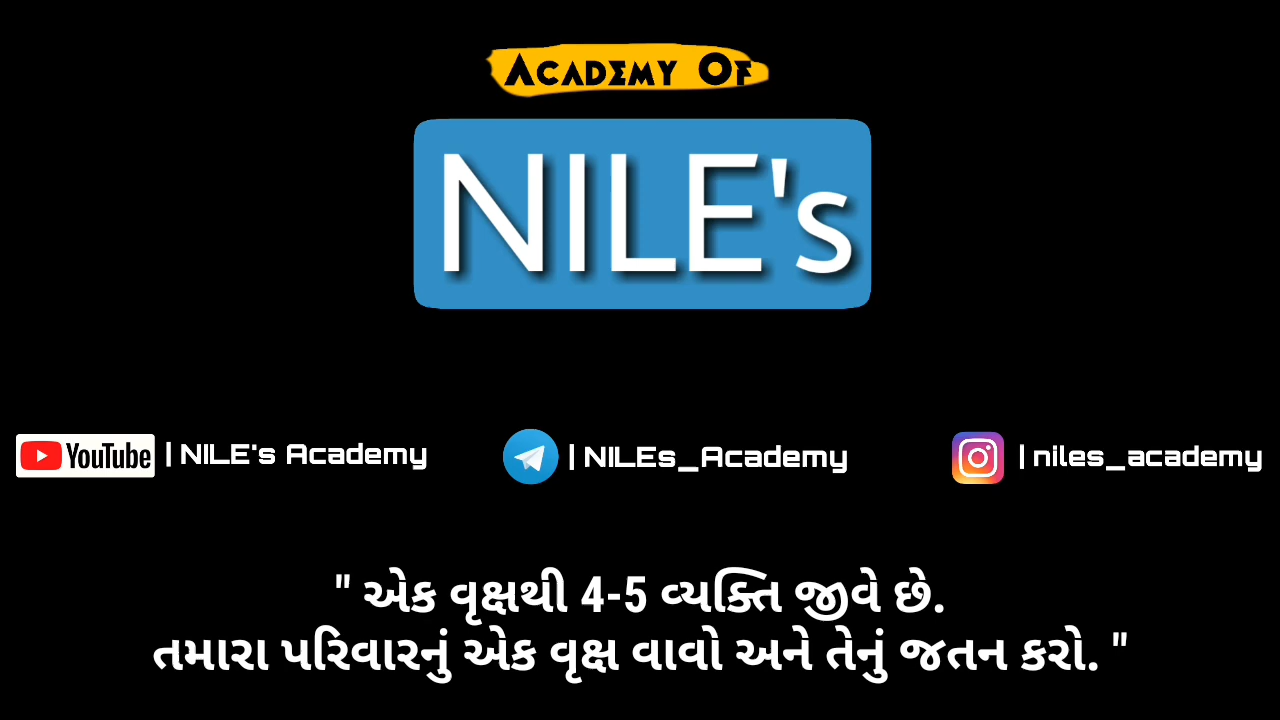 ACADEMY OF
NILE's
YouTube | NILE's Academy
| NILEs_Academy
| niles_academy
" એક વૃક્ષથી 4-5 વ્યક્તિ જીવે છે.
તમારા પરિવારનું એક વૃક્ષ વાવો અને તેનું જતન કરો. "